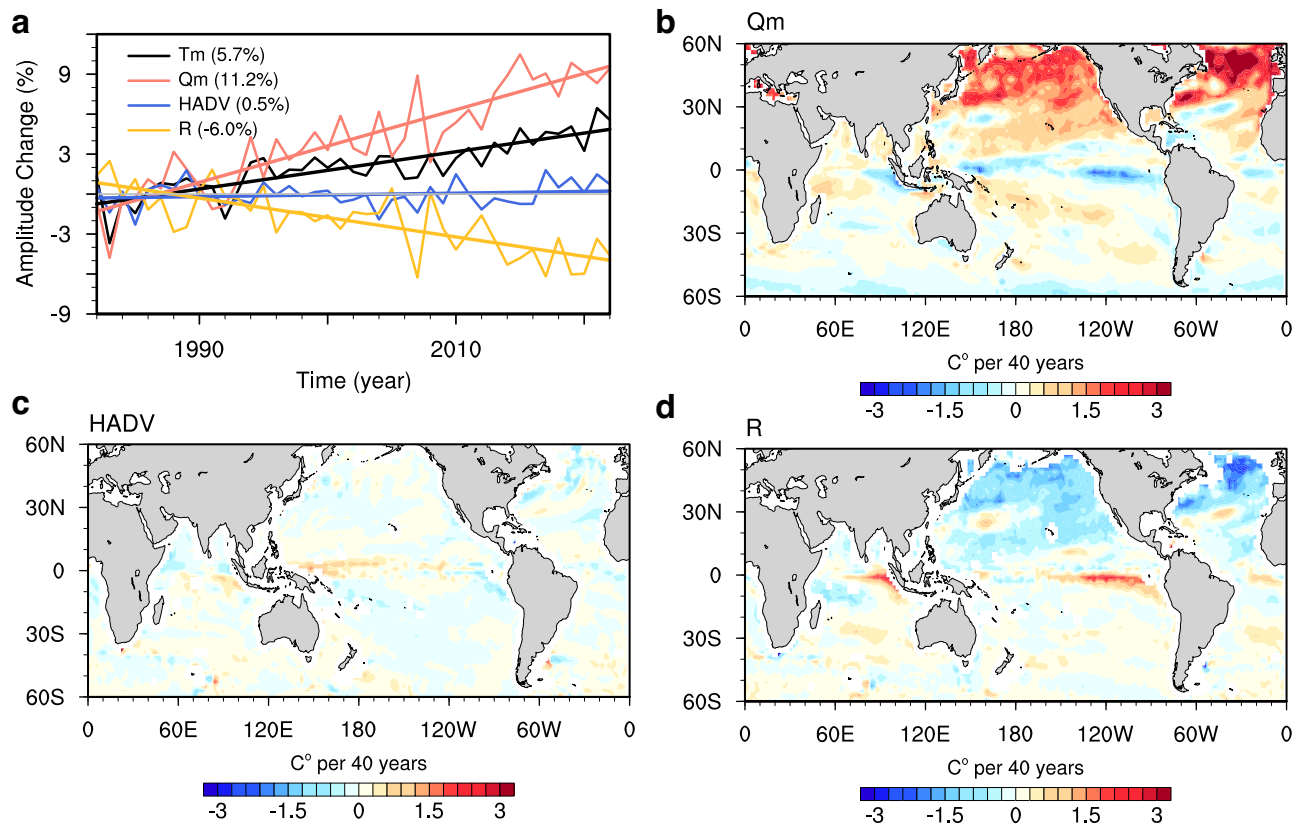 a
Tm (5.7%)
Qm (11.2%)
HADV (0.5%)
R (-6.0%)
9
3
-3
-9
Amplitude Change (%)
1990 2010
Time (year)
b Qm
60N
30N
0
30S
60S
0 60E 120E 180 120W 60W 0
C° per 40 years
-3 -1.5 0 1.5 3
c HADV
60N
30N
0
30S
60S
0 60E 120E 180 120W 60W 0
C° per 40 years
-3 -1.5 0 1.5 3
d R
60N
30N
0
30S
60S
0 60E 120E 180 120W 60W 0
C° per 40 years
-3 -1.5 0 1.5 3